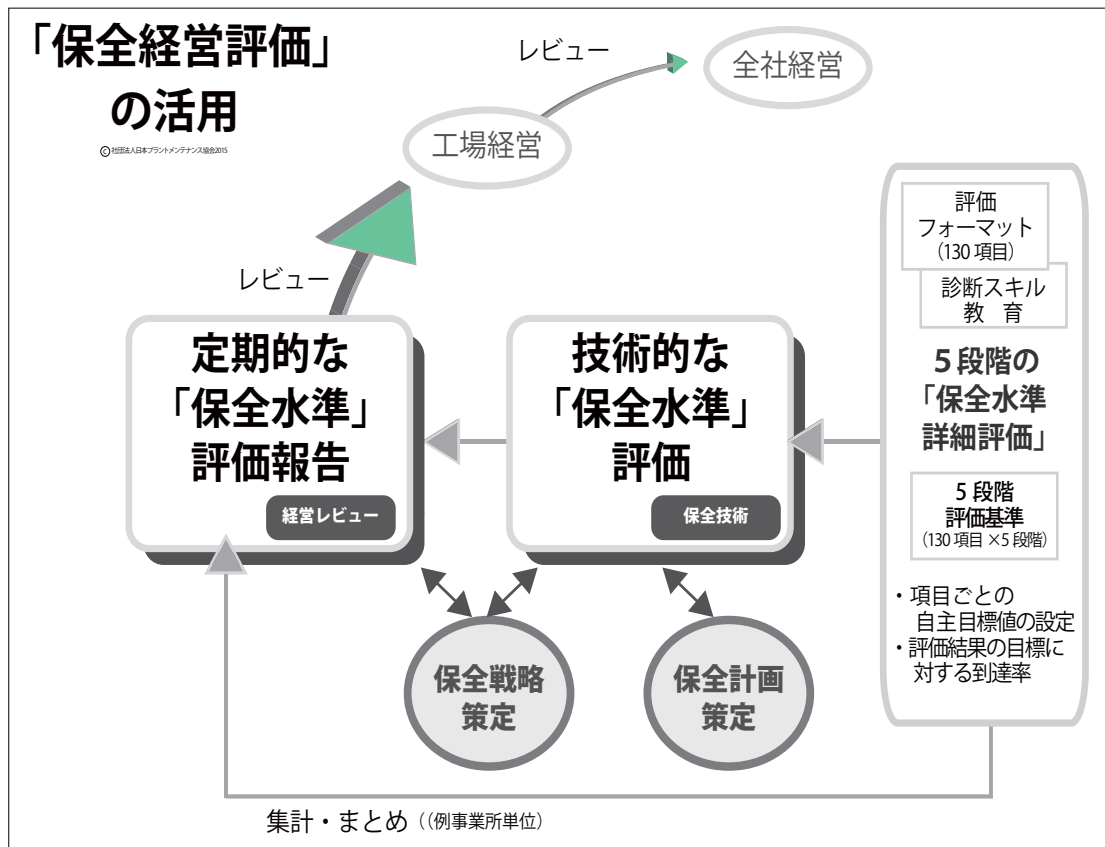 「保全経営評価」
の活用
Ⓒ社団法人日本プラントメンテナンス協会2015
レビュー
全社経営
工場経営
レビュー
定期的な
「保全水準」
評価報告
経営レビュー
技術的な
「保全水準」
評価
保全技術
評価
フォーマット
（130 項目）
診断スキル
教　育
5 段階の
「保全水準
詳細評価」
5 段階
評価基準
（130 項目 ×5 段階）
・項目ごとの
自主目標値の設定
・評価結果の目標に
対する到達率
保全戦略
策定
保全計画
策定
集計・まとめ（(例事業所単位）